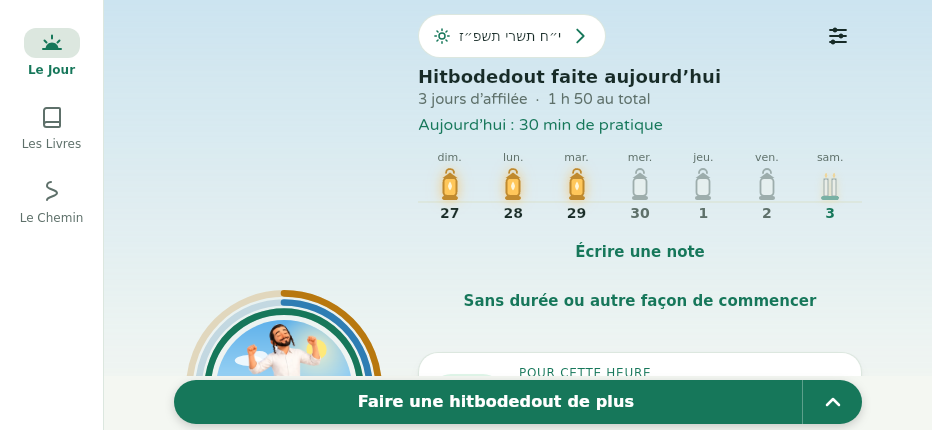 Le Jour
Les Livres
Le Chemin
י״ח תשרי תשפ״ז
Hitbodedout faite aujourd’hui
3 jours d’affilée · 1 h 50 au total
Aujourd’hui : 30 min de pratique
dim. lun. mar. mer. jeu. ven. sam.
27 28 29 30 1 2 3
Écrire une note
Sans durée ou autre façon de commencer
POUR CETTE HEURE
Faire une hitbodedout de plus